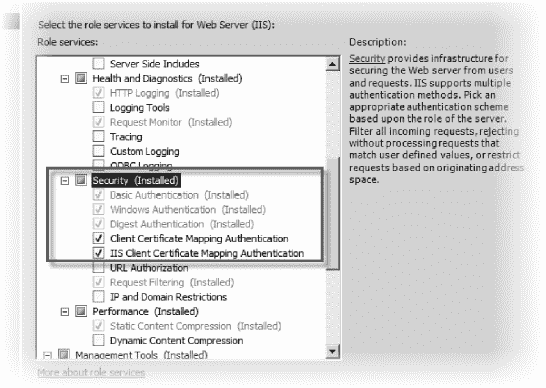 Select the role services to install for Web Server (IIS):
Role services:
Server Side Includes
Health and Diagnostics (Installed)
HTTP Logging (Installed)
Logging Tools
Request Monitor (Installed)
Tracing
Custom Logging
ODBC Logging
Security (Installed)
Basic Authentication (Installed)
Windows Authentication (Installed)
Digest Authentication (Installed)
Client Certificate Mapping Authentication
IIS Client Certificate Mapping Authentication
URL Authorization
Request Filtering (Installed)
IP and Domain Restrictions
Performance (Installed)
Static Content Compression (Installed)
Dynamic Content Compression
Management Tools (Installed)
More about role services
Description:
Security provides infrastructure for
securing the Web server from users
and requests. IIS supports multiple
authentication methods. Pick an
appropriate authentication scheme
based upon the role of the server.
Filter all incoming requests, rejecting
without processing requests that
match user defined values, or restrict
requests based on originating address
space.